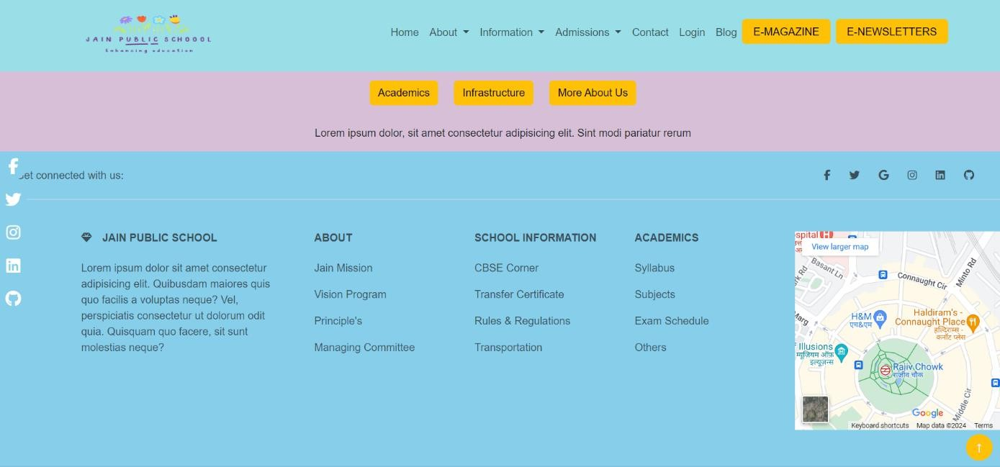 JAIN PUBLIC SCHOOOL
Enhancing education
Home About Information Admissions Contact Login Blog E-MAGAZINE E-NEWSLETTERS
Academics Infrastructure More About Us
Lorem ipsum dolor, sit amet consectetur adipisicing elit. Sint modi pariatur rerum
et connected with us:
JAIN PUBLIC SCHOOL
Lorem ipsum dolor sit amet consectetur
adipisicing elit. Quibusdam maiores quis
quo facilis a voluptas neque? Vel,
perspiciatis consectetur ut dolorum odit
quia. Quisquam quo facere, sit sunt
molestias neque?
ABOUT
Jain Mission
Vision Program
Principle's
Managing Committee
SCHOOL INFORMATION
CBSE Corner
Transfer Certificate
Rules & Regulations
Transportation
ACADEMICS
Syllabus
Subjects
Exam Schedule
Others
spital
View larger map
Basant Ln
Connaught Cir
Minto Rd
rk Rd
Marg
H&M
एच&एम
Haldiram's -
Connaught Place
हल्दिराम्स -
कनॉट प्लेस
Illusions
म्यूज़ियम ऑफ़
इल्यूज़न्स
Rajiv Chowk
राजीव चौक
Middle Cir
Google
Keyboard shortcuts Map data ©2024 Terms